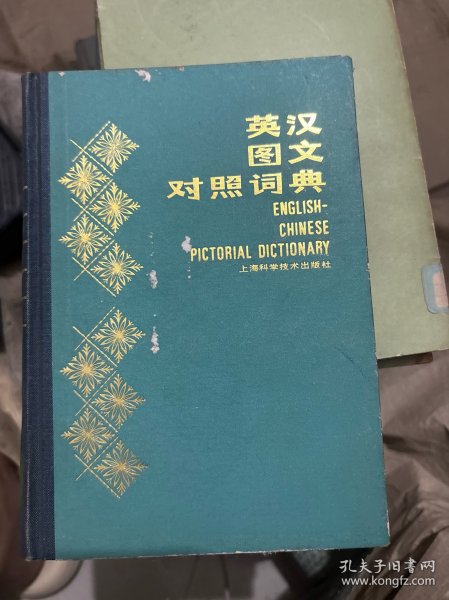 英汉
图文
对照词典
ENGLISH-
CHINESE
PICTORIAL DICTIONARY
上海科学技术出版社
孔夫子旧书网
www.kongfz.com